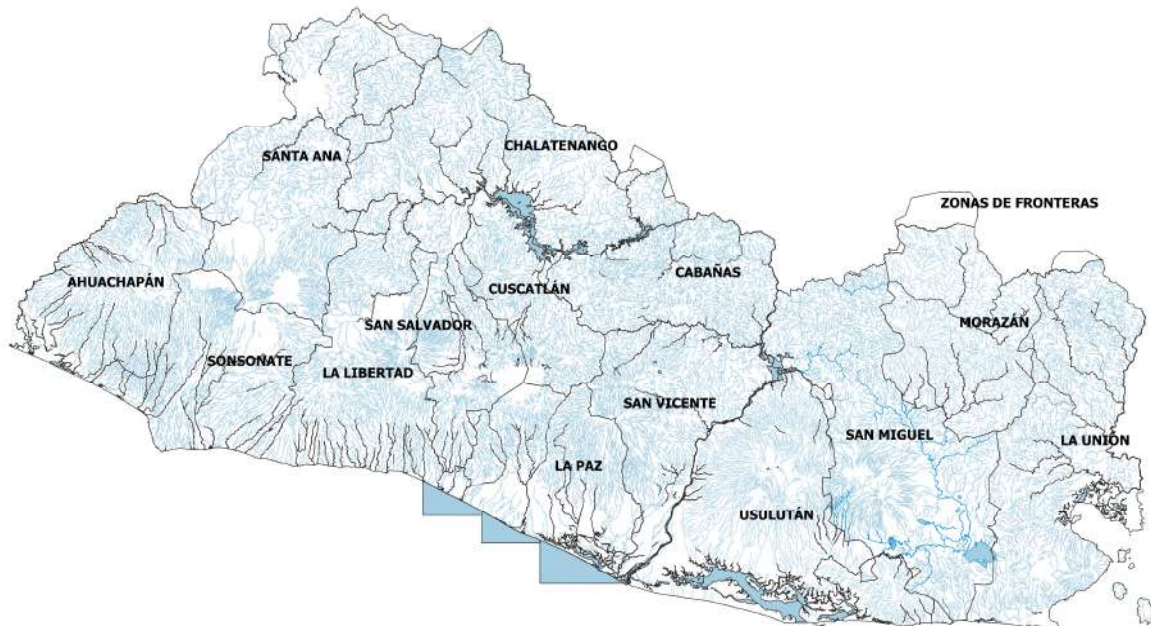 CHALATENANGO
SANTA ANA
ZONAS DE FRONTERAS
AHUACHAPÁN
CABAÑAS
CUSCATLÁN
SAN SALVADOR
MORAZÁN
SONSONATE
LA LIBERTAD
SAN VICENTE
SAN MIGUEL
LA UNIÓN
LA PAZ
USULUTÁN